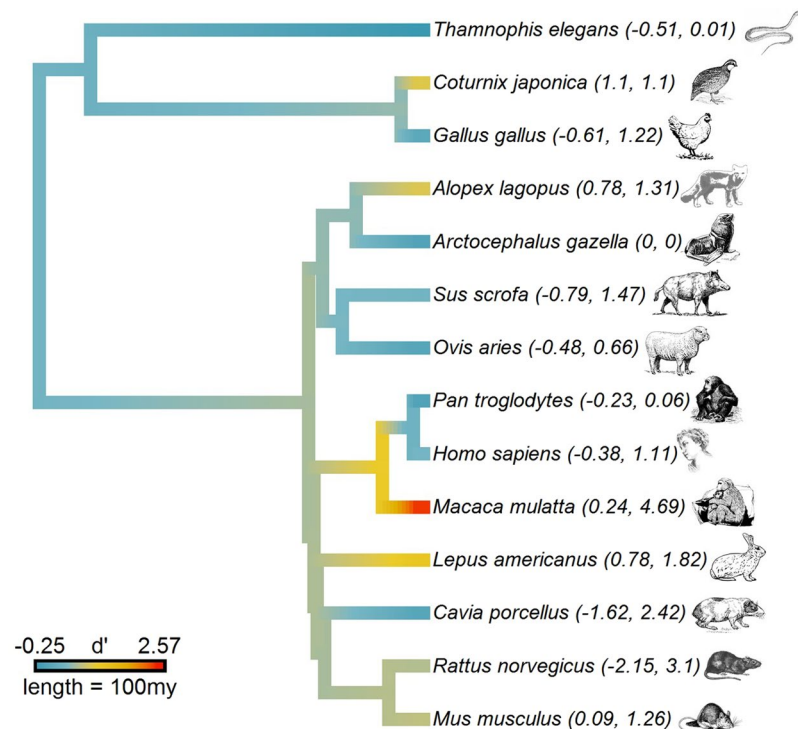 Thamnophis elegans (-0.51, 0.01)
Coturnix japonica (1.1, 1.1)
Gallus gallus (-0.61, 1.22)
Alopex lagopus (0.78, 1.31)
Arctocephalus gazella (0, 0)
Sus scrofa (-0.79, 1.47)
Ovis aries (-0.48, 0.66)
Pan troglodytes (-0.23, 0.06)
Homo sapiens (-0.38, 1.11)
Macaca mulatta (0.24, 4.69)
Lepus americanus (0.78, 1.82)
Cavia porcellus (-1.62, 2.42)
-0.25 d' 2.57
length = 100my
Rattus norvegicus (-2.15, 3.1)
Mus musculus (0.09, 1.26)